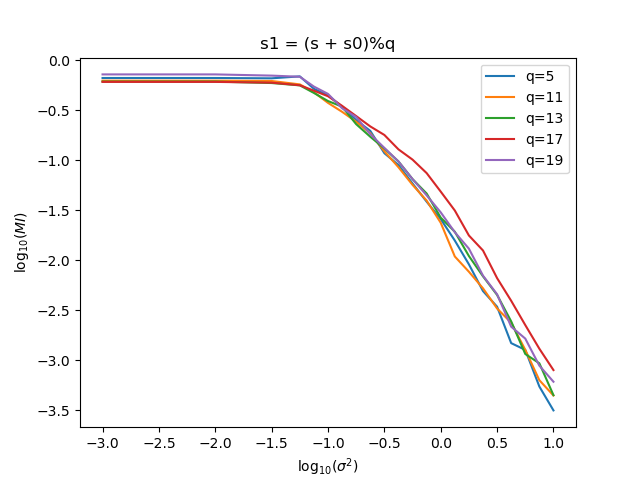 s1 = (s + s0)%q
q=5
q=11
q=13
q=17
q=19
0.0
−0.5
−1.0
−1.5
−2.0
−2.5
−3.0
−3.5
log₁₀(MI)
−3.0 −2.5 −2.0 −1.5 −1.0 −0.5 0.0 0.5 1.0
log₁₀(σ²)